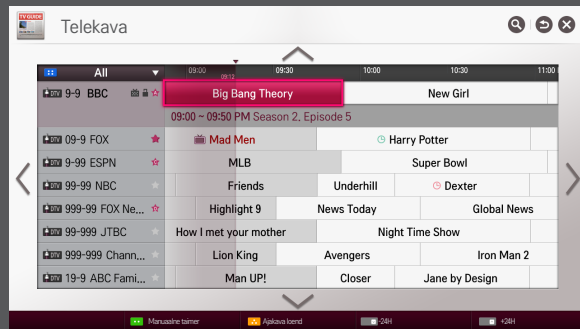 TV GUIDE
Telekava
All
09:00 09:30 10:00 10:30 11:00
09:12
DTV 9-9 BBC Big Bang Theory New Girl
09:00 ~ 09:50 PM Season 2, Episode 5
DTV 09-9 FOX Mad Men Harry Potter
DTV 9-99 ESPN MLB Super Bowl
DTV 99-99 NBC Friends Underhill Dexter
DTV 999-99 FOX Ne... Highlight 9 News Today Global News
DTV 99-999 JTBC How I met your mother Night Time Show
DTV 999-999 Chann... Lion King Avengers Iron Man 2
DTV 19-9 ABC Fami... Man UP! Closer Jane by Design
Manuaalne taimer Ajakava loend -24H +24H